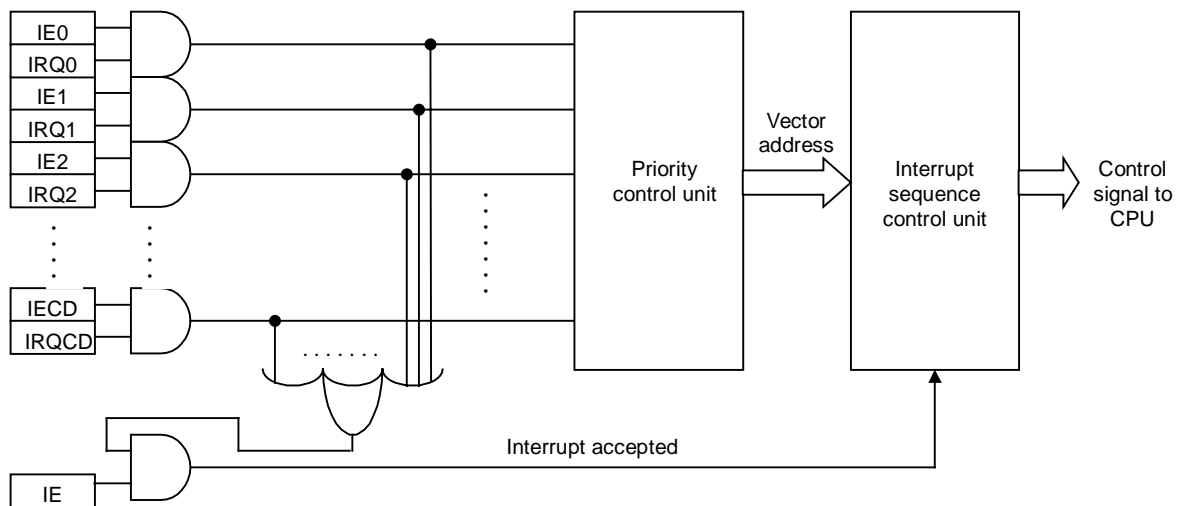 IE0
IRQ0
IE1
IRQ1
IE2
IRQ2
IECD
IRQCD
IE
Priority
control unit
Vector
address
Interrupt
sequence
control unit
Control
signal to
CPU
Interrupt accepted